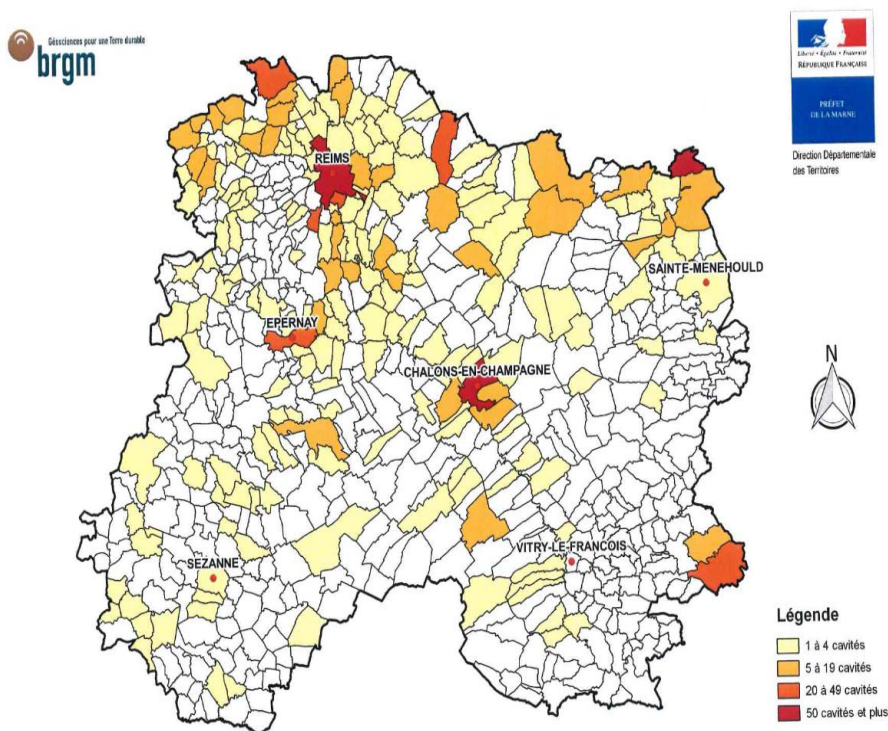 Géosciences pour une Terre durable
brgm
Liberté • Égalité • Fraternité
RÉPUBLIQUE FRANÇAISE
PRÉFET
DE LA MARNE
Direction Départementale
des Territoires
REIMS
SAINTE-MENEHOULD
EPERNAY
CHALONS-EN-CHAMPAGNE
N
VITRY-LE-FRANCOIS
SEZANNE
Légende
1 à 4 cavités
5 à 19 cavités
20 à 49 cavités
50 cavités et plus